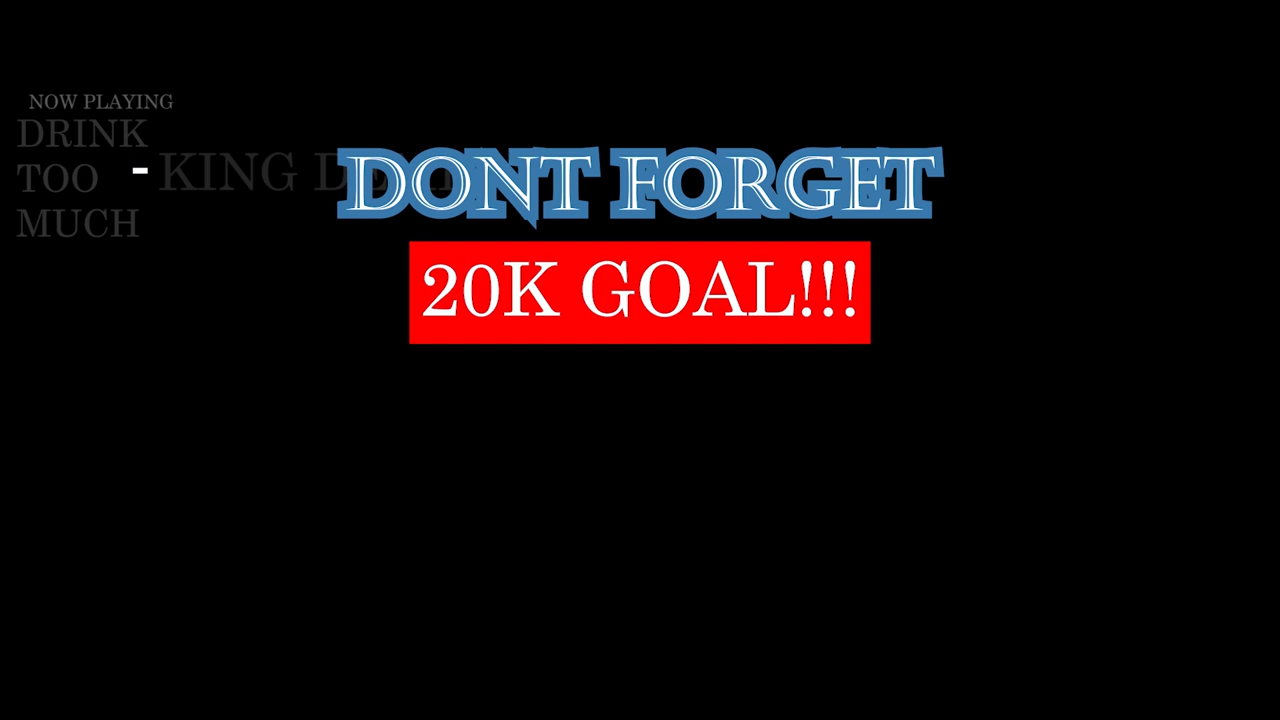 NOW PLAYING
DRINK
TOO
MUCH
- KING
DONT FORGET
20K GOAL!!!